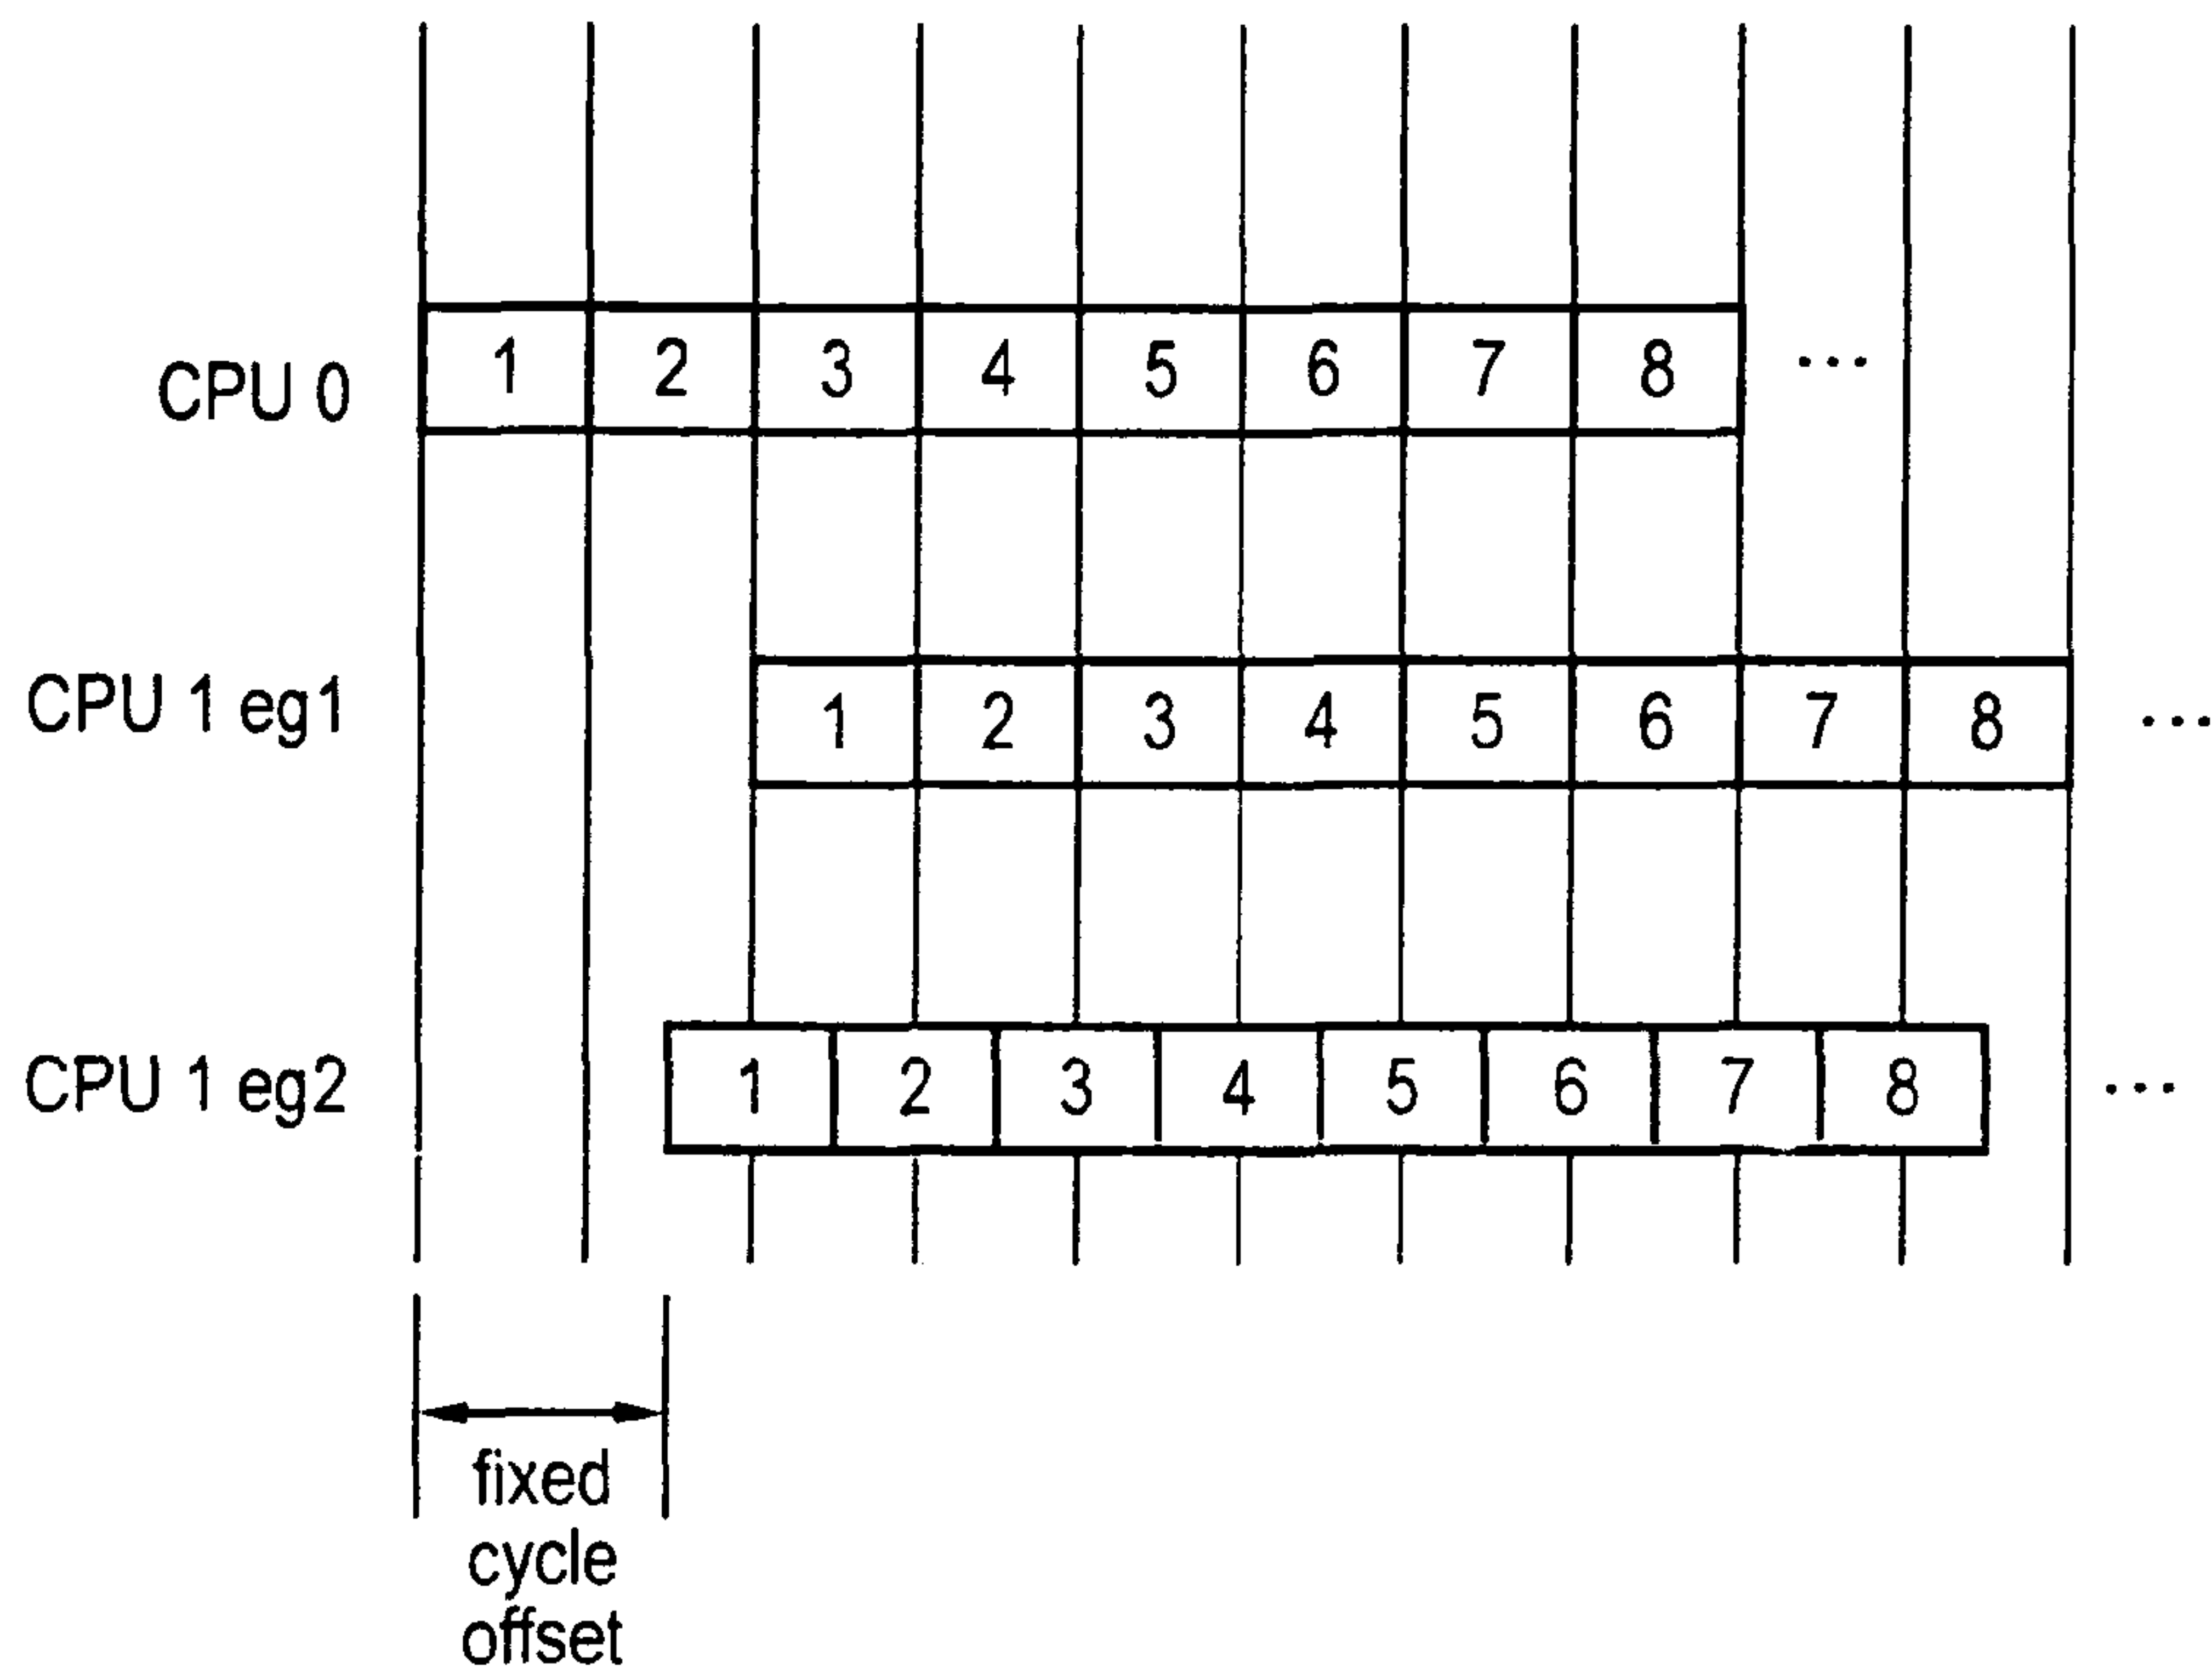 CPU 0 1 2 3 4 5 6 7 8 ...
CPU 1 eg1 1 2 3 4 5 6 7 8 ...
CPU 1 eg2 1 2 3 4 5 6 7 8 ...
fixed
cycle
offset